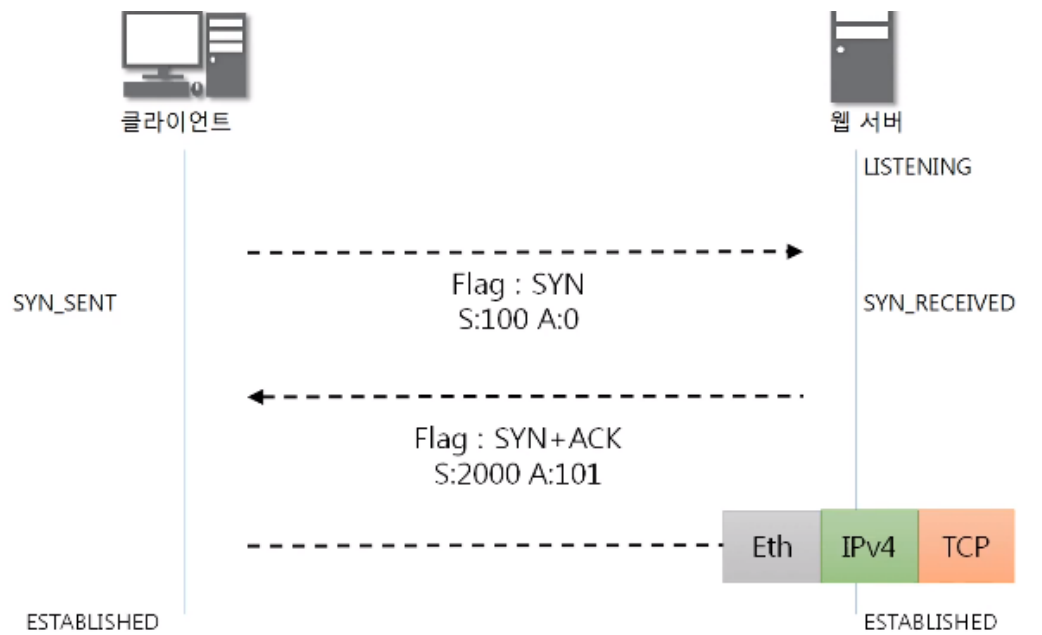 클라이언트
웹 서버
LISTENING
Flag : SYN
S:100 A:0
SYN_SENT
SYN_RECEIVED
Flag : SYN+ACK
S:2000 A:101
Eth
IPv4
TCP
ESTABLISHED
ESTABLISHED